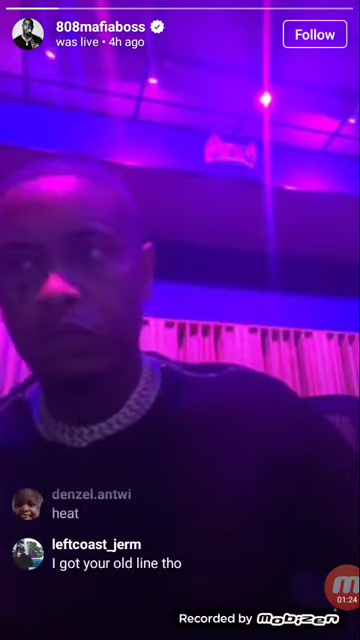 808mafiaboss
was live • 4h ago
Follow
denzel.antwi
heat
leftcoast_jerm
I got your old line tho
01:24
Recorded by mobizen